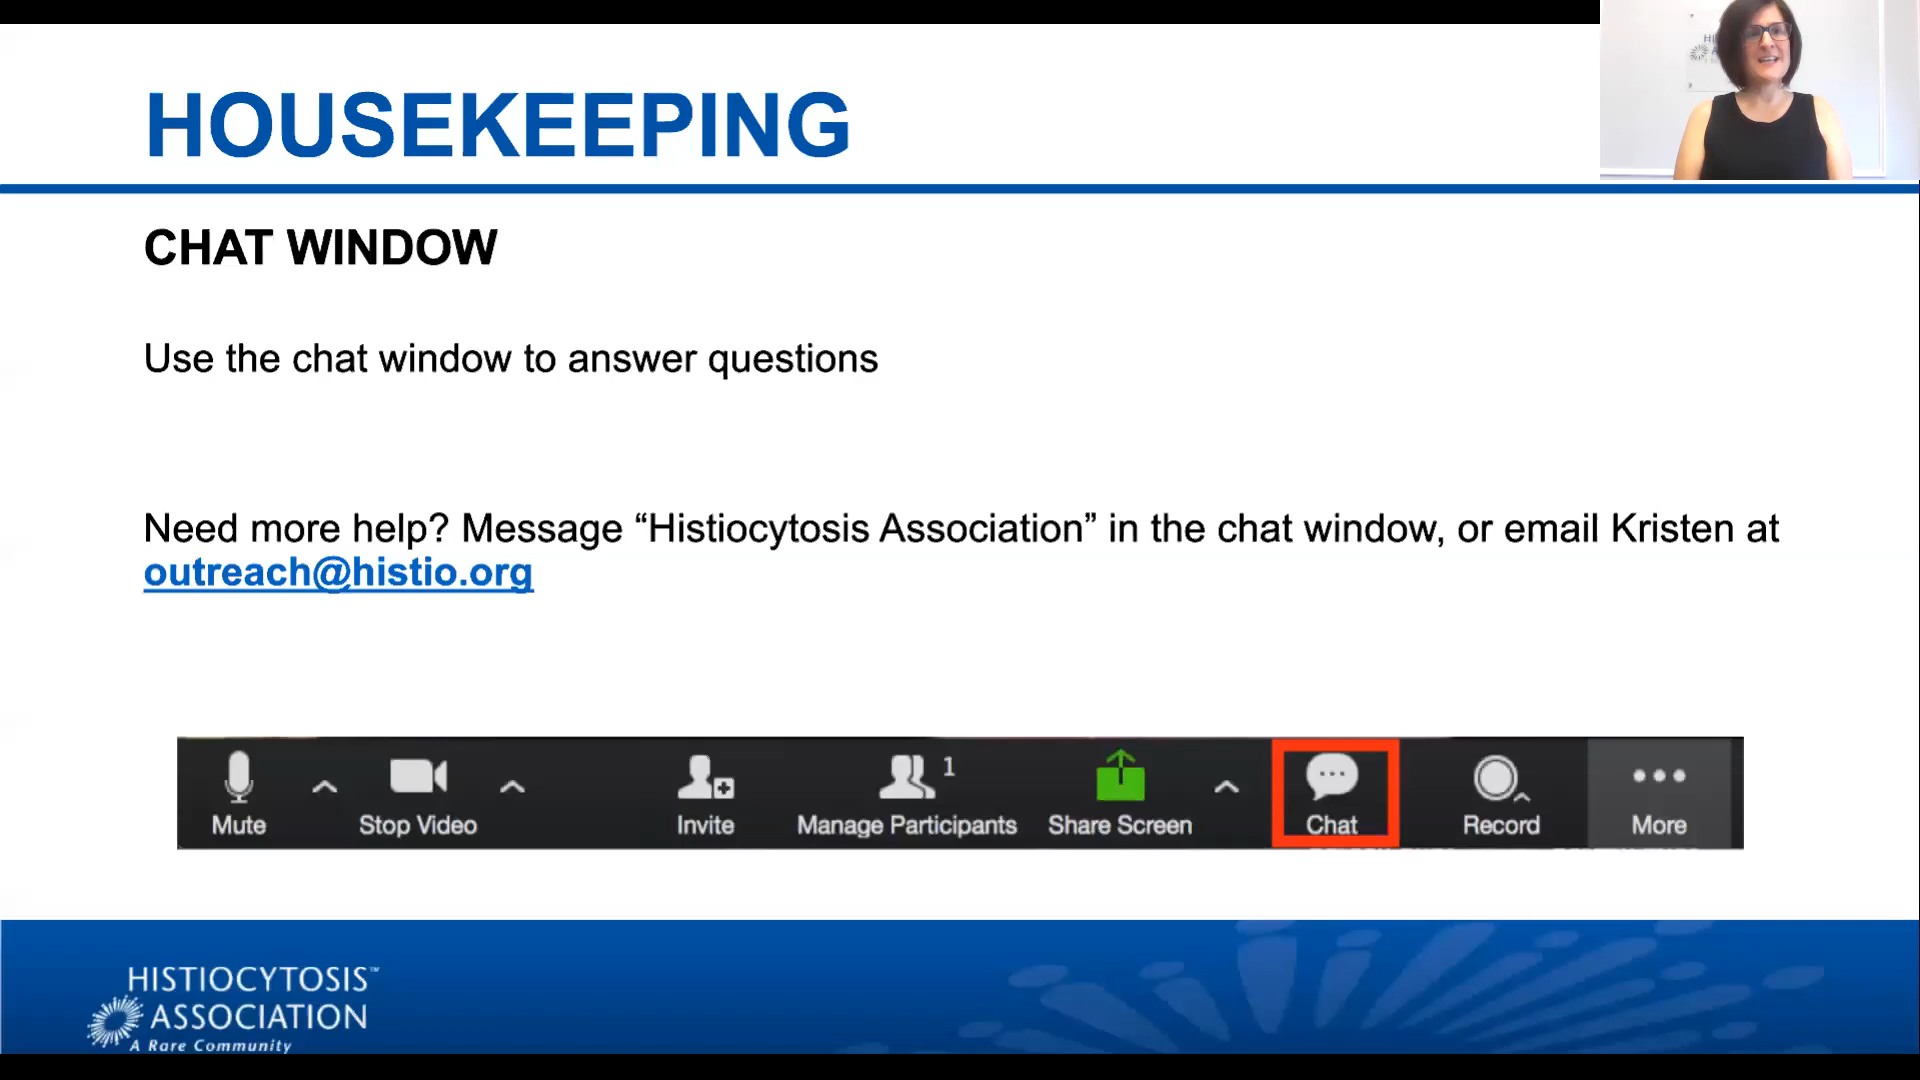 HOUSEKEEPING
CHAT WINDOW
Use the chat window to answer questions
Need more help? Message “Histiocytosis Association” in the chat window, or email Kristen at
outreach@histio.org
Mute
Stop Video
Invite
1
Manage Participants
Share Screen
Chat
Record
More
HISTIOCYTOSIS™
ASSOCIATION
A Rare Community